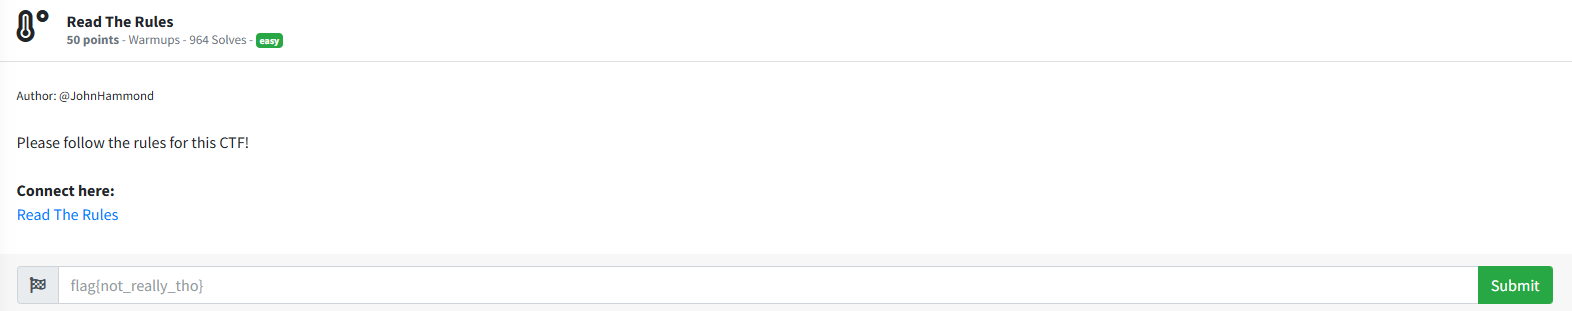 Read The Rules
50 points - Warmups - 964 Solves - easy
Author: @JohnHammond
Please follow the rules for this CTF!
Connect here:
Read The Rules
flag{not_really_tho}
Submit